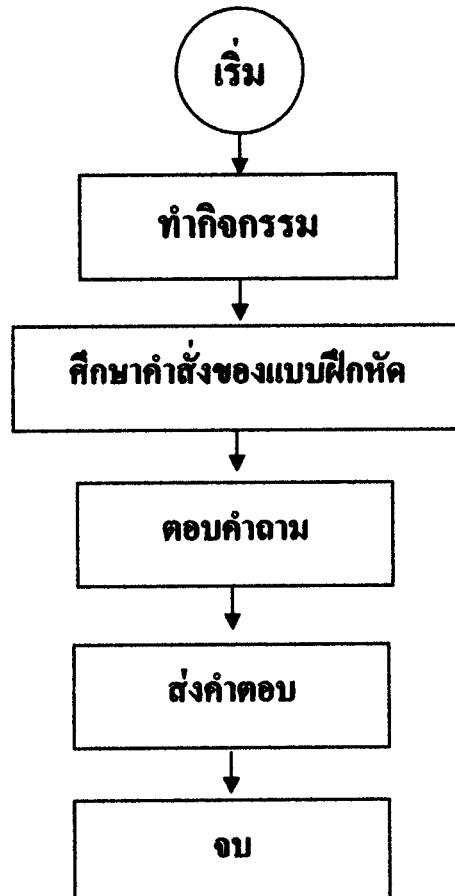 เริ่ม
ทำกิจกรรม
ศึกษาคำสั่งของแบบฝึกหัด
ตอบคำถาม
ส่งคำตอบ
จบ